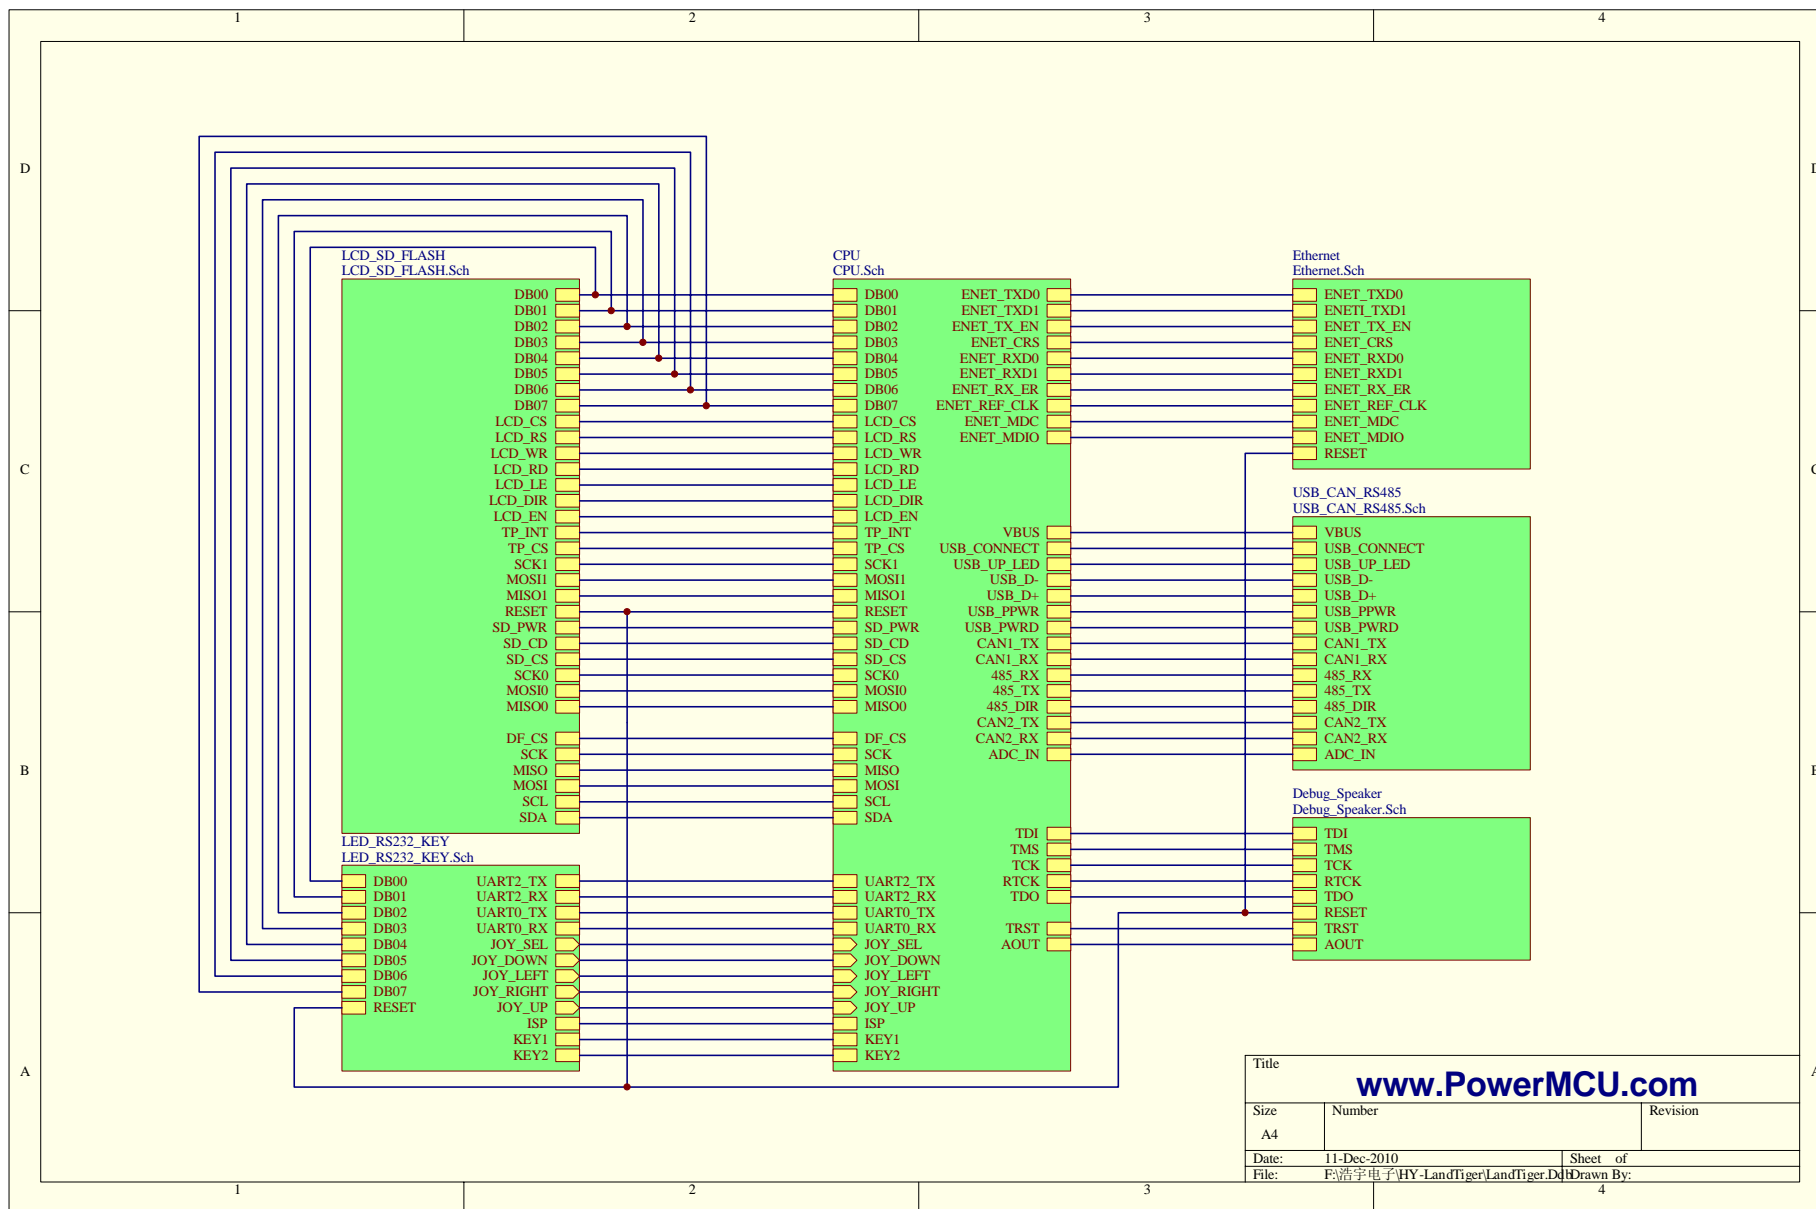 1 2 3 4
D D
C C
B B
A A
LCD_SD_FLASH
LCD_SD_FLASH.Sch
DB00
DB01
DB02
DB03
DB04
DB05
DB06
DB07
LCD_CS
LCD_RS
LCD_WR
LCD_RD
LCD_LE
LCD_DIR
LCD_EN
TP_INT
TP_CS
SCK1
MOSI1
MISO1
RESET
SD_PWR
SD_CD
SD_CS
SCK0
MOSI0
MISO0
DF_CS
SCK
MISO
MOSI
SCL
SDA
LED_RS232_KEY
LED_RS232_KEY.Sch
DB00 UART2_TX
DB01 UART2_RX
DB02 UART0_TX
DB03 UART0_RX
DB04 JOY_SEL
DB05 JOY_DOWN
DB06 JOY_LEFT
DB07 JOY_RIGHT
RESET JOY_UP
ISP
KEY1
KEY2
CPU
CPU.Sch
DB00 ENET_TXD0
DB01 ENET_TXD1
DB02 ENET_TX_EN
DB03 ENET_CRS
DB04 ENET_RXD0
DB05 ENET_RXD1
DB06 ENET_RX_ER
DB07 ENET_REF_CLK
LCD_CS ENET_MDC
LCD_RS ENET_MDIO
LCD_WR
LCD_RD
LCD_LE
LCD_DIR
LCD_EN
TP_INT VBUS
TP_CS USB_CONNECT
SCK1 USB_UP_LED
MOSI1 USB_D-
MISO1 USB_D+
RESET USB_PPWR
SD_PWR USB_PWRD
SD_CD CAN1_TX
SD_CS CAN1_RX
SCK0 485_RX
MOSI0 485_TX
MISO0 485_DIR
CAN2_TX
DF_CS CAN2_RX
SCK ADC_IN
MISO
MOSI
SCL
SDA
TDI
TMS
TCK
UART2_TX RTCK
UART2_RX TDO
UART0_TX
UART0_RX TRST
JOY_SEL AOUT
JOY_DOWN
JOY_LEFT
JOY_RIGHT
JOY_UP
ISP
KEY1
KEY2
Ethernet
Ethernet.Sch
ENET_TXD0
ENETI_TXD1
ENET_TX_EN
ENET_CRS
ENET_RXD0
ENET_RXD1
ENET_RX_ER
ENET_REF_CLK
ENET_MDC
ENET_MDIO
RESET
USB_CAN_RS485
USB_CAN_RS485.Sch
VBUS
USB_CONNECT
USB_UP_LED
USB_D-
USB_D+
USB_PPWR
USB_PWRD
CAN1_TX
CAN1_RX
485_RX
485_TX
485_DIR
CAN2_TX
CAN2_RX
ADC_IN
Debug_Speaker
Debug_Speaker.Sch
TDI
TMS
TCK
RTCK
TDO
RESET
TRST
AOUT
Title
www.PowerMCU.com
Size Number Revision
A4
Date: 11-Dec-2010 Sheet of
File: F:\浩宇电子\HY-LandTiger\LandTiger.Ddb Drawn By:
1 2 3 4